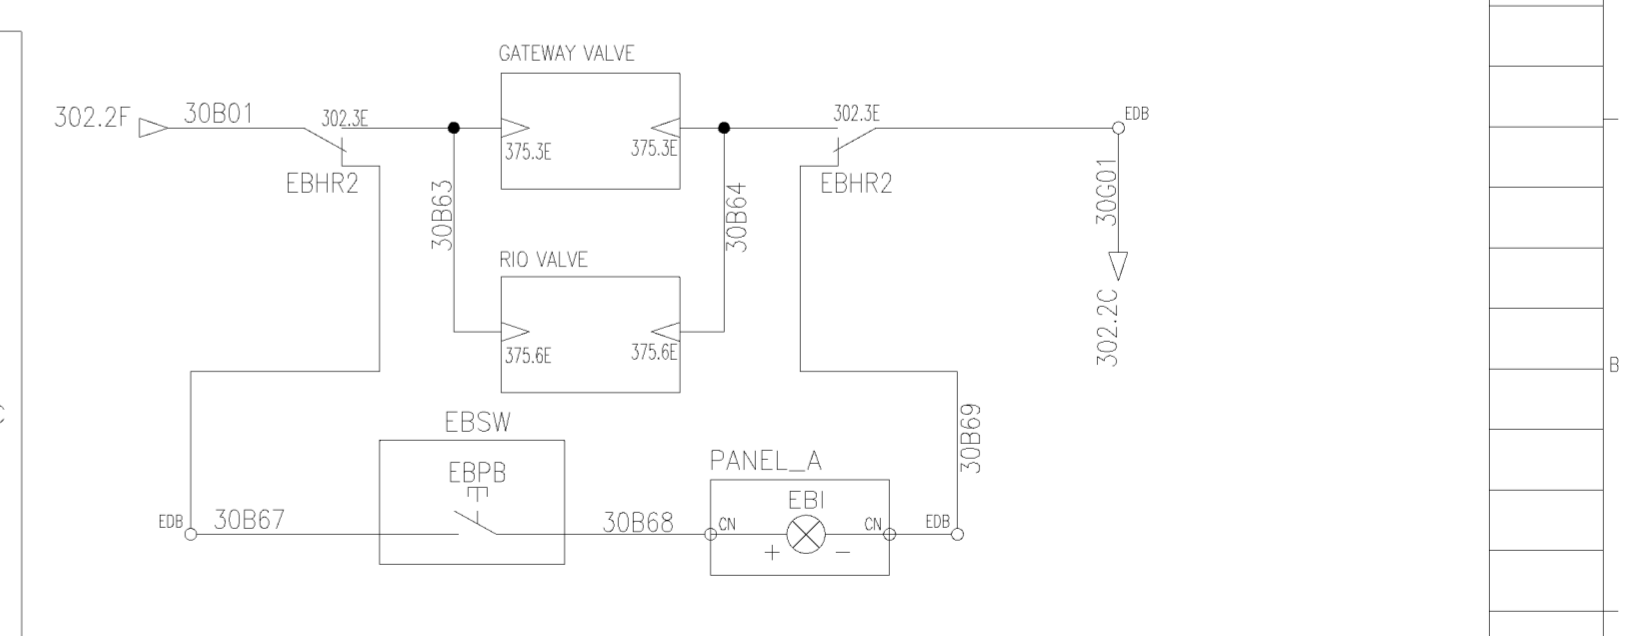 GATEWAY VALVE
302.2F
30B01
302.3E
EBHR2
375.3E
375.3E
302.3E
EBHR2
EDB
30B63
30B64
30G01
302.2C
RIO VALVE
375.6E
375.6E
B
EBSW
EBPB
PANEL_A
EBI
30B69
EDB
30B67
30B68
CN
+
-
CN
EDB